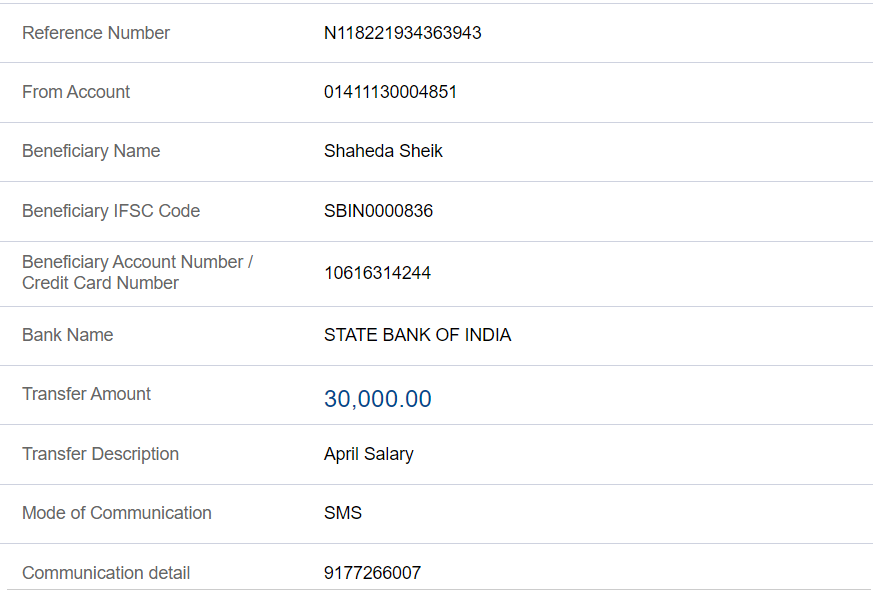 Reference Number N118221934363943
From Account 01411130004851
Beneficiary Name Shaheda Sheik
Beneficiary IFSC Code SBIN0000836
Beneficiary Account Number /
Credit Card Number 10616314244
Bank Name STATE BANK OF INDIA
Transfer Amount 30,000.00
Transfer Description April Salary
Mode of Communication SMS
Communication detail 9177266007